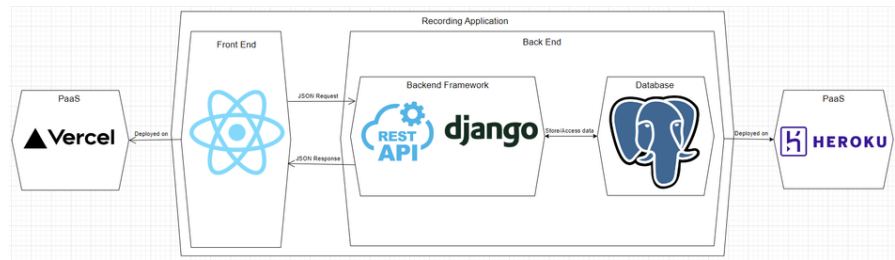 Recording Application
Front End
Back End
PaaS
Vercel
Deployed on
JSON Request
JSON Response
Backend Framework
REST
API
django
Store/Access data
Database
Deployed on
PaaS
HEROKU